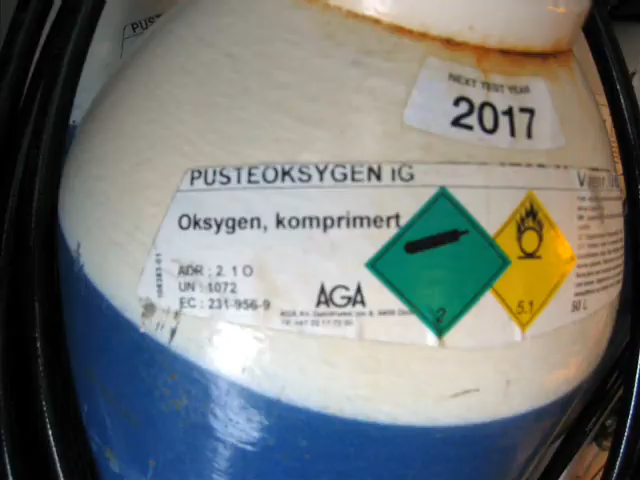 PUST
NEXT TEST YEAR
2017
PUSTEOKSYGEN IG
Oksygen, komprimert
ADR : 2. 1 O
UN : 1072
EC : 231-956-9
AGA
2
5.1
50 L